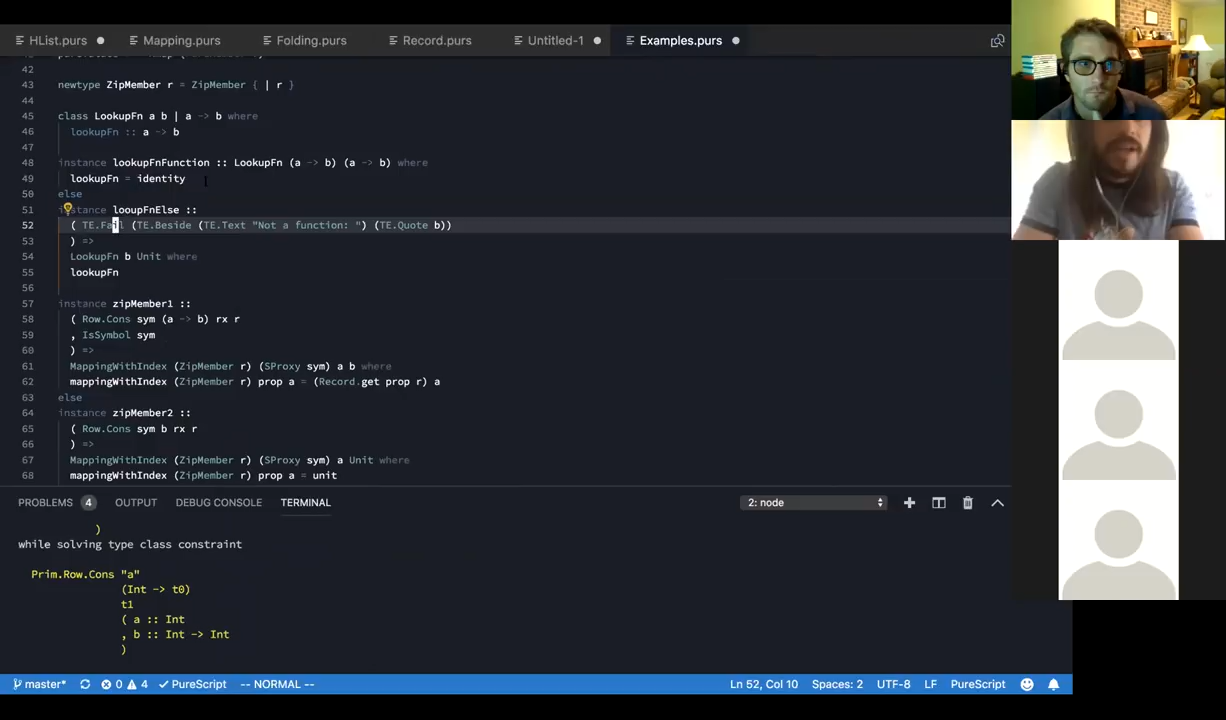 HList.purs Mapping.purs Folding.purs Record.purs Untitled-1 Examples.purs
42
43 newtype ZipMember r = ZipMember { | r }
44
45 class LookupFn a b | a -> b where
46 lookupFn :: a -> b
47
48 instance lookupFnFunction :: LookupFn (a -> b) (a -> b) where
49 lookupFn = identity
50 else
51 instance looupFnElse ::
52 ( TE.Fail (TE.Beside (TE.Text "Not a function: ") (TE.Quote b))
53 ) =>
54 LookupFn b Unit where
55 lookupFn
56
57 instance zipMember1 ::
58 ( Row.Cons sym (a -> b) rx r
59 , IsSymbol sym
60 ) =>
61 MappingWithIndex (ZipMember r) (SProxy sym) a b where
62 mappingWithIndex (ZipMember r) prop a = (Record.get prop r) a
63 else
64 instance zipMember2 ::
65 ( Row.Cons sym b rx r
66 ) =>
67 MappingWithIndex (ZipMember r) (SProxy sym) a Unit where
68 mappingWithIndex (ZipMember r) prop a = unit
PROBLEMS 4 OUTPUT DEBUG CONSOLE TERMINAL 2: node
)
while solving type class constraint
Prim.Row.Cons "a"
(Int -> t0)
t1
( a :: Int
, b :: Int -> Int
)
master* 0 4 PureScript -- NORMAL -- Ln 52, Col 10 Spaces: 2 UTF-8 LF PureScript